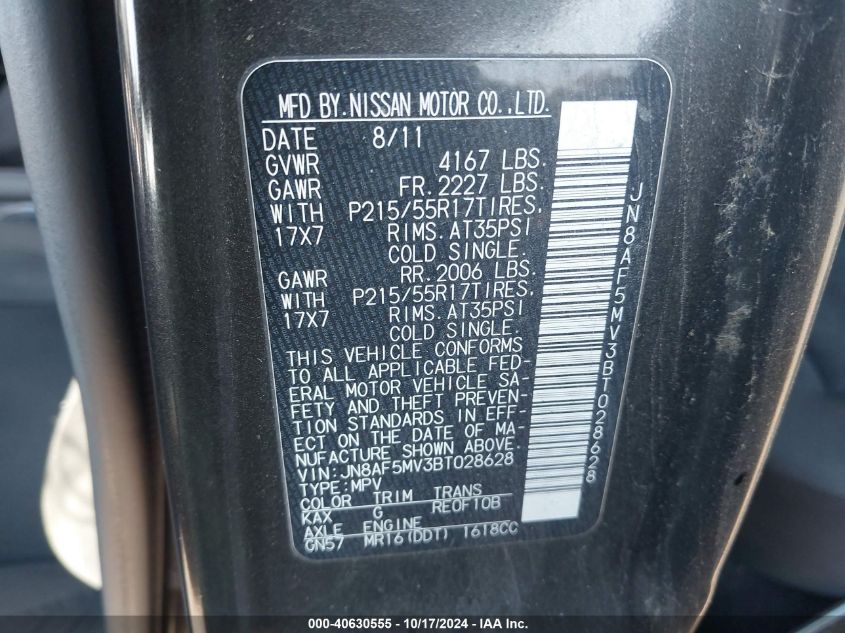 MFD BY.NISSAN MOTOR CO.,LTD.
DATE 8/11
GVWR 4167 LBS.
GAWR FR.2227 LBS.
WITH P215/55R17TIRES,
17X7 RIMS.AT35PSI
COLD SINGLE.
GAWR RR.2006 LBS.
WITH P215/55R17TIRES,
17X7 RIMS.AT35PSI
COLD SINGLE.
THIS VEHICLE CONFORMS
TO ALL APPLICABLE FED-
ERAL MOTOR VEHICLE SA-
FETY AND THEFT PREVEN-
TION STANDARDS IN EFF-
ECT ON THE DATE OF MA-
NUFACTURE SHOWN ABOVE.
VIN:JN8AF5MV3BT028628
TYPE:MPV
COLOR TRIM TRANS
KAX G RE0F10B
AXLE ENGINE
GN57 MR16(DDT) 1618CC
JN8AF5MV3BT028628
000-40630555 - 10/17/2024 - IAA Inc.